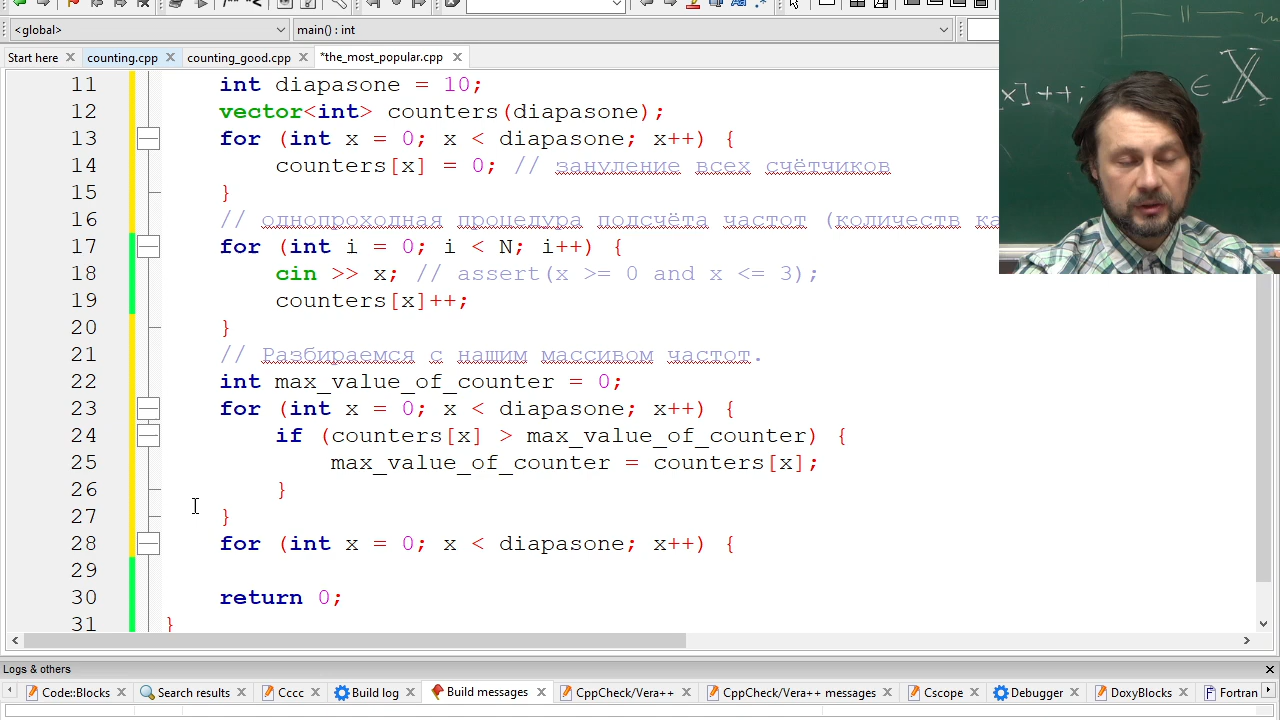 <global>
main() : int
Start here
counting.cpp
counting_good.cpp
*the_most_popular.cpp
11 int diapasone = 10;
12 vector<int> counters(diapasone);
13 for (int x = 0; x < diapasone; x++) {
14 counters[x] = 0; // зануление всех счётчиков
15 }
16 // однопроходная процедура подсчёта частот (количеств ка
17 for (int i = 0; i < N; i++) {
18 cin >> x; // assert(x >= 0 and x <= 3);
19 counters[x]++;
20 }
21 // Разбираемся с нашим массивом частот.
22 int max_value_of_counter = 0;
23 for (int x = 0; x < diapasone; x++) {
24 if (counters[x] > max_value_of_counter) {
25 max_value_of_counter = counters[x];
26 }
27 }
28 for (int x = 0; x < diapasone; x++) {
29
30 return 0;
31 }
x]++;
∈ X
Logs & others
Code::Blocks
Search results
Cccc
Build log
Build messages
CppCheck/Vera++
CppCheck/Vera++ messages
Cscope
Debugger
DoxyBlocks
Fortran